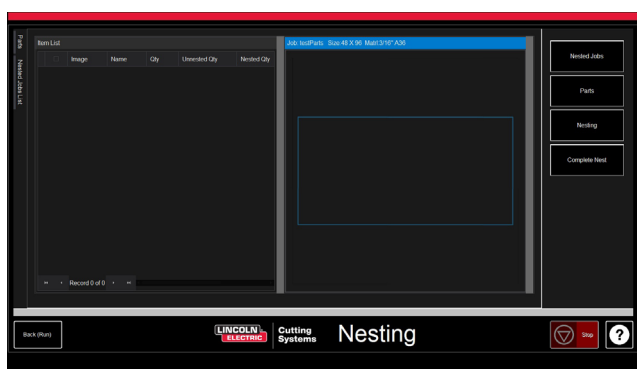 Parts
Nested Jobs List
Item List
Image Name Qty Unnested Qty Nested Qty
Record 0 of 0
Job: testParts Size:48 X 96 Matrl:3/16" A36
Nested Jobs
Parts
Nesting
Complete Nest
Back (Run)
LINCOLN
ELECTRIC
Cutting
Systems
Nesting
Stop
?